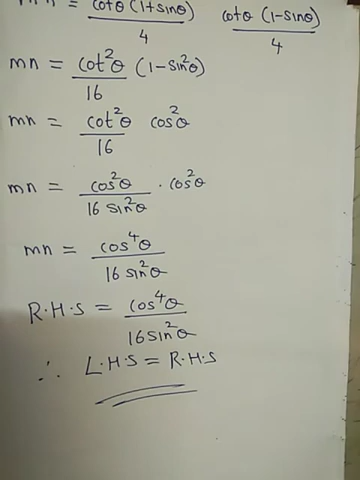 mn = cotθ(1+sinθ)/4 cotθ(1-sinθ)/4
mn = cot²θ/16 (1-sin²θ)
mn = cot²θ/16 cos²θ
mn = cos²θ/16 sin²θ · cos²θ
mn = cos⁴θ/16 sin²θ
R.H.S = cos⁴θ/16sin²θ
∴ L.H.S = R.H.S